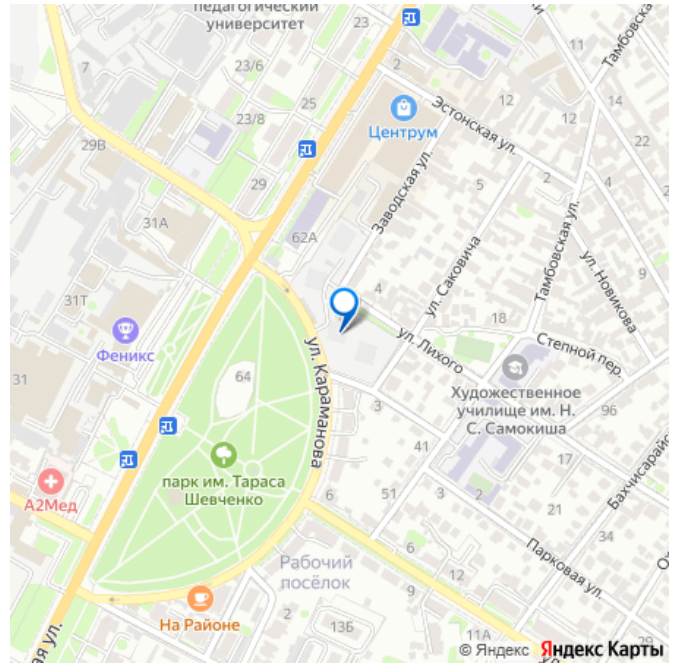 педагогический
университет
23
7
23/6
2
11
Тамбовская ул.
14
12
12
Центрум
Эстонская ул.
23/8
25
29В
22
29
Заводская ул.
5
2
4
31А
62А
Тамбовская ул.
ул. Новикова
ул. Саковича
31Т
4
18
Феникс
ул. Лихого
Степной пер.
31
ул. Караманова
64
Художественное
училище им. Н.
С. Самокиша
3
96
41
17
парк им. Тараса
Шевченко
А2Мед
6
51
3
2
21
34
Бахчисарайс
3
Парковая ул.
Рабочий
посёлок
6
9
12
На Районе
2
13Б
11А
ая ул.
© Яндекс Яндекс Карты